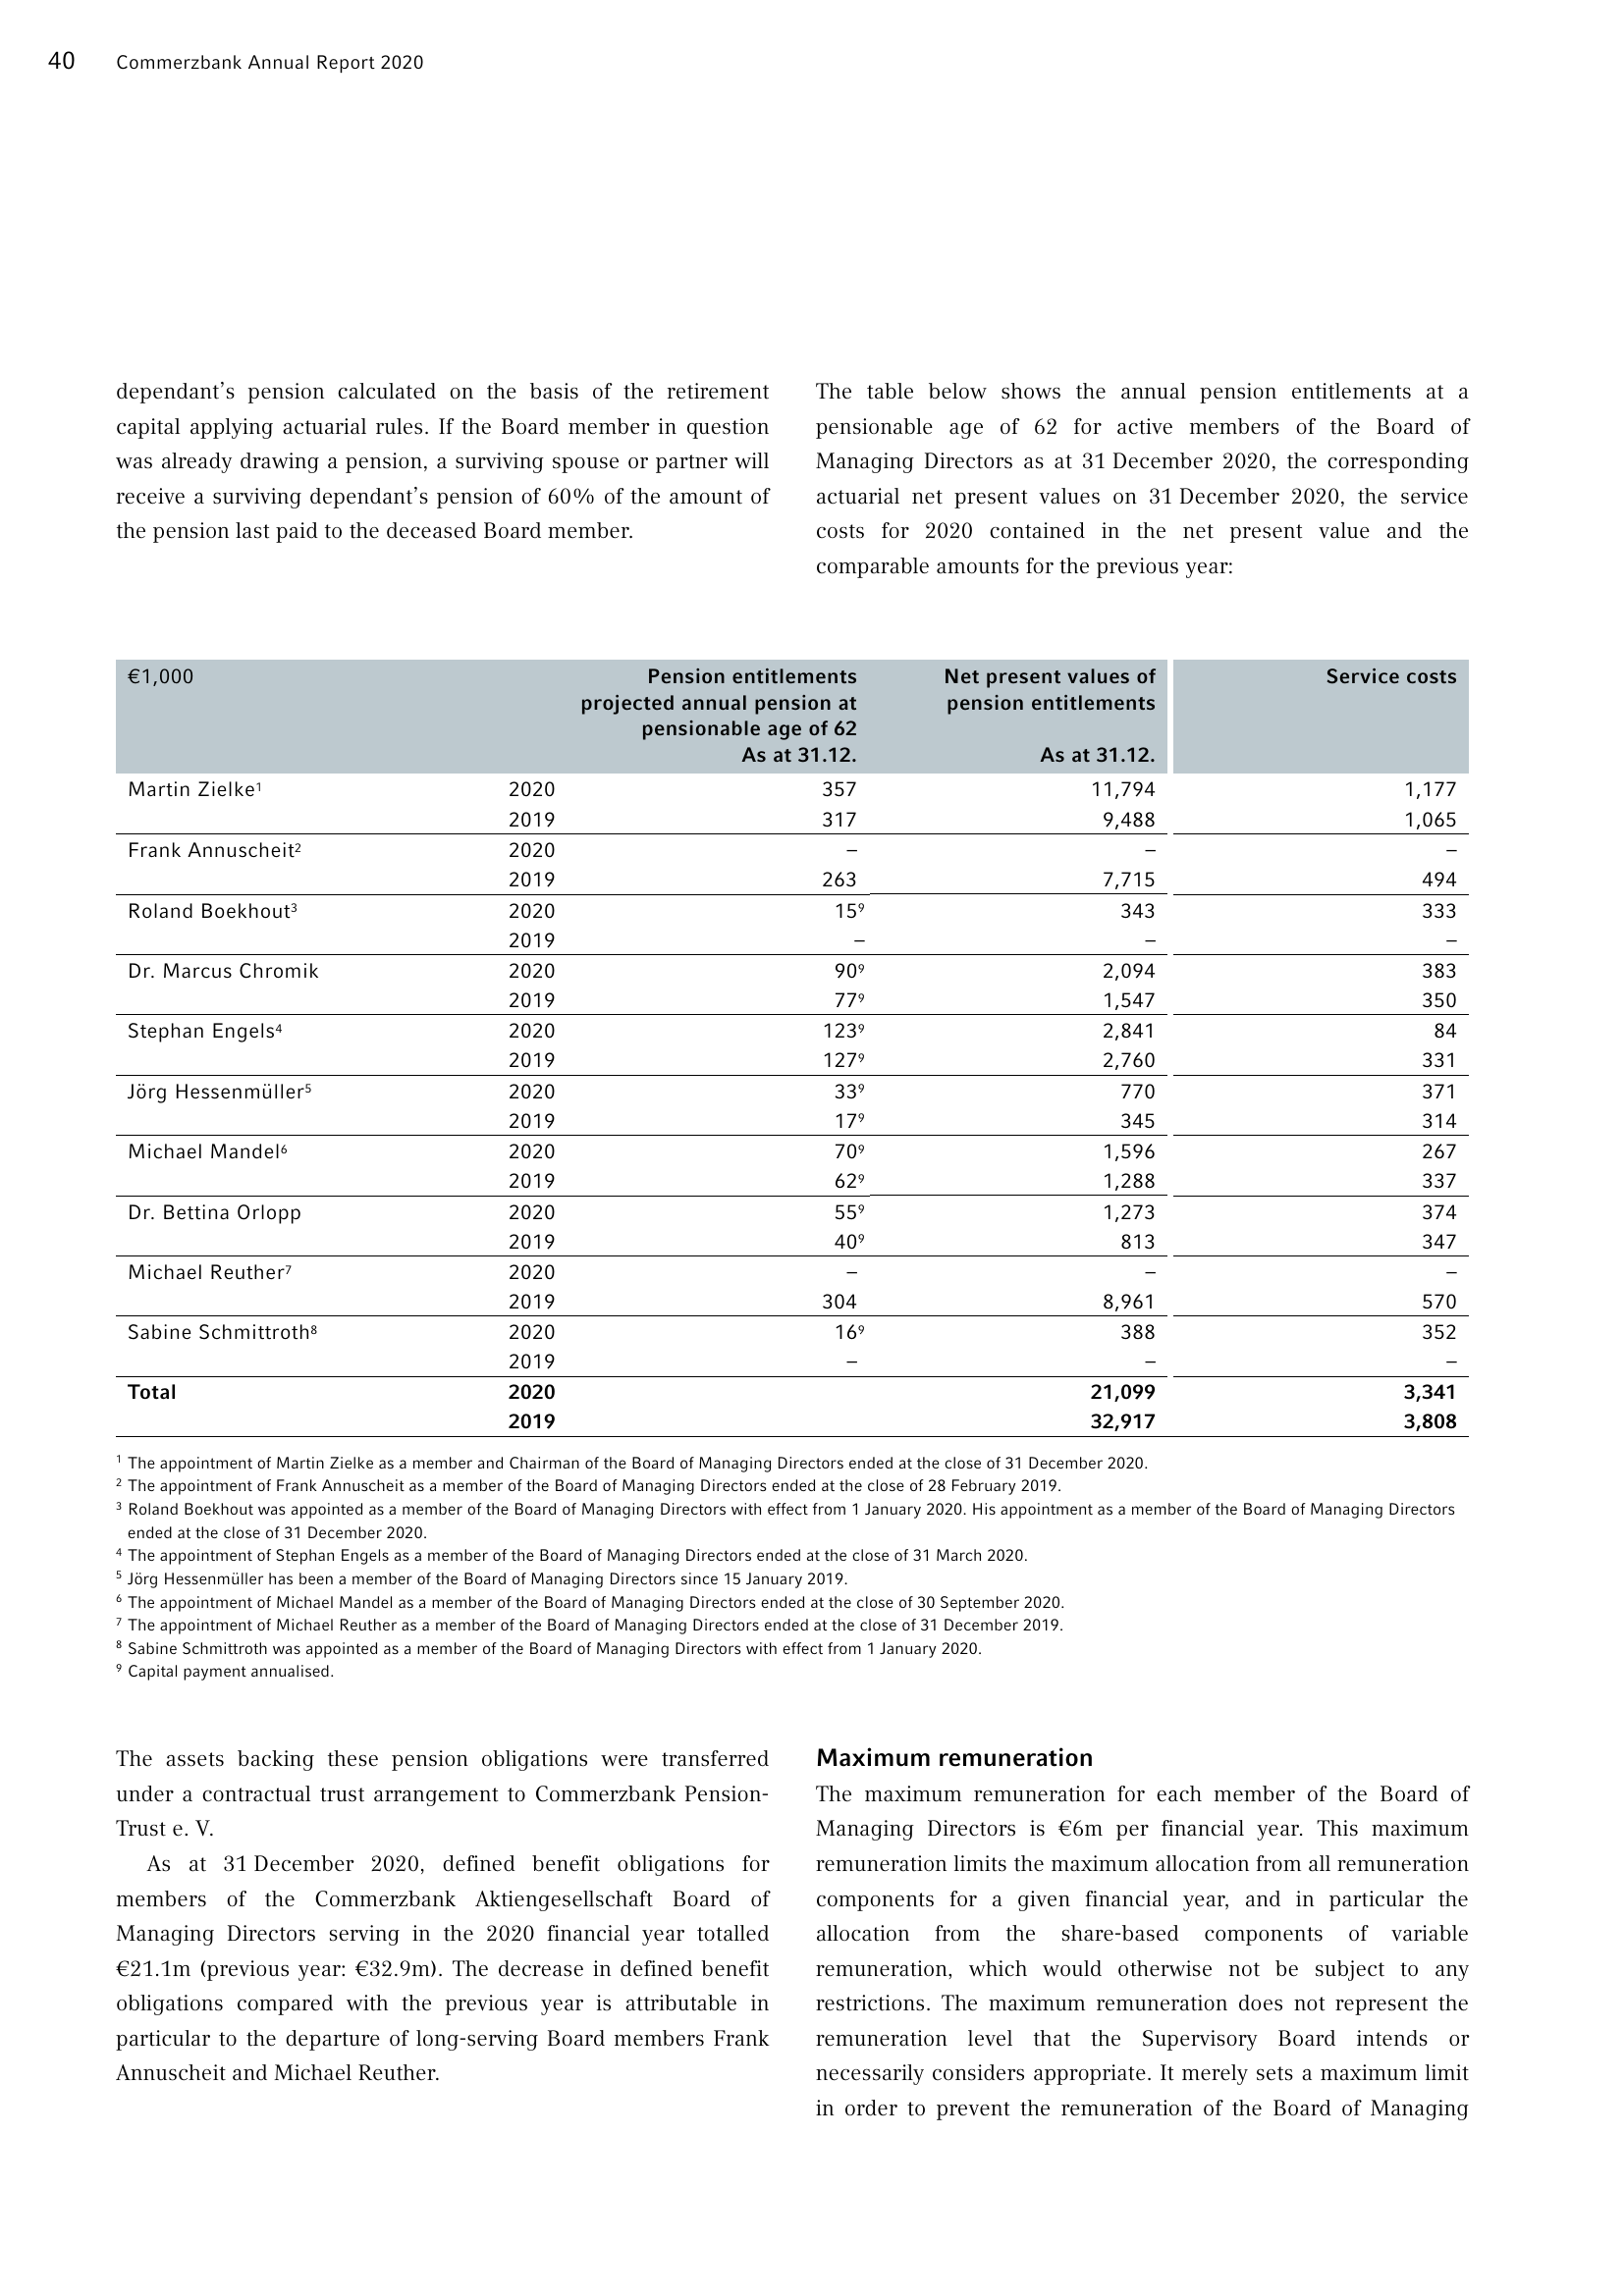 40 Commerzbank Annual Report 2020
dependant’s pension calculated on the basis of the retirement
capital applying actuarial rules. If the Board member in question
was already drawing a pension, a surviving spouse or partner will
receive a surviving dependant’s pension of 60% of the amount of
the pension last paid to the deceased Board member.
The table below shows the annual pension entitlements at a
pensionable age of 62 for active members of the Board of
Managing Directors as at 31 December 2020, the corresponding
actuarial net present values on 31 December 2020, the service
costs for 2020 contained in the net present value and the
comparable amounts for the previous year:
€1,000 Pension entitlements Net present values of Service costs
projected annual pension at pension entitlements
pensionable age of 62
As at 31.12. As at 31.12.
Martin Zielke¹ 2020 357 11,794 1,177
2019 317 9,488 1,065
Frank Annuscheit² 2020 – – –
2019 263 7,715 494
Roland Boekhout³ 2020 15⁹ 343 333
2019 – – –
Dr. Marcus Chromik 2020 90⁹ 2,094 383
2019 77⁹ 1,547 350
Stephan Engels⁴ 2020 123⁹ 2,841 84
2019 127⁹ 2,760 331
Jörg Hessenmüller⁵ 2020 33⁹ 770 371
2019 17⁹ 345 314
Michael Mandel⁶ 2020 70⁹ 1,596 267
2019 62⁹ 1,288 337
Dr. Bettina Orlopp 2020 55⁹ 1,273 374
2019 40⁹ 813 347
Michael Reuther⁷ 2020 – – –
2019 304 8,961 570
Sabine Schmittroth⁸ 2020 16⁹ 388 352
2019 – – –
Total 2020 21,099 3,341
2019 32,917 3,808
¹ The appointment of Martin Zielke as a member and Chairman of the Board of Managing Directors ended at the close of 31 December 2020.
² The appointment of Frank Annuscheit as a member of the Board of Managing Directors ended at the close of 28 February 2019.
³ Roland Boekhout was appointed as a member of the Board of Managing Directors with effect from 1 January 2020. His appointment as a member of the Board of Managing Directors
ended at the close of 31 December 2020.
⁴ The appointment of Stephan Engels as a member of the Board of Managing Directors ended at the close of 31 March 2020.
⁵ Jörg Hessenmüller has been a member of the Board of Managing Directors since 15 January 2019.
⁶ The appointment of Michael Mandel as a member of the Board of Managing Directors ended at the close of 30 September 2020.
⁷ The appointment of Michael Reuther as a member of the Board of Managing Directors ended at the close of 31 December 2019.
⁸ Sabine Schmittroth was appointed as a member of the Board of Managing Directors with effect from 1 January 2020.
⁹ Capital payment annualised.
The assets backing these pension obligations were transferred
under a contractual trust arrangement to Commerzbank Pension-
Trust e. V.
As at 31 December 2020, defined benefit obligations for
members of the Commerzbank Aktiengesellschaft Board of
Managing Directors serving in the 2020 financial year totalled
€21.1m (previous year: €32.9m). The decrease in defined benefit
obligations compared with the previous year is attributable in
particular to the departure of long-serving Board members Frank
Annuscheit and Michael Reuther.
Maximum remuneration
The maximum remuneration for each member of the Board of
Managing Directors is €6m per financial year. This maximum
remuneration limits the maximum allocation from all remuneration
components for a given financial year, and in particular the
allocation from the share-based components of variable
remuneration, which would otherwise not be subject to any
restrictions. The maximum remuneration does not represent the
remuneration level that the Supervisory Board intends or
necessarily considers appropriate. It merely sets a maximum limit
in order to prevent the remuneration of the Board of Managing